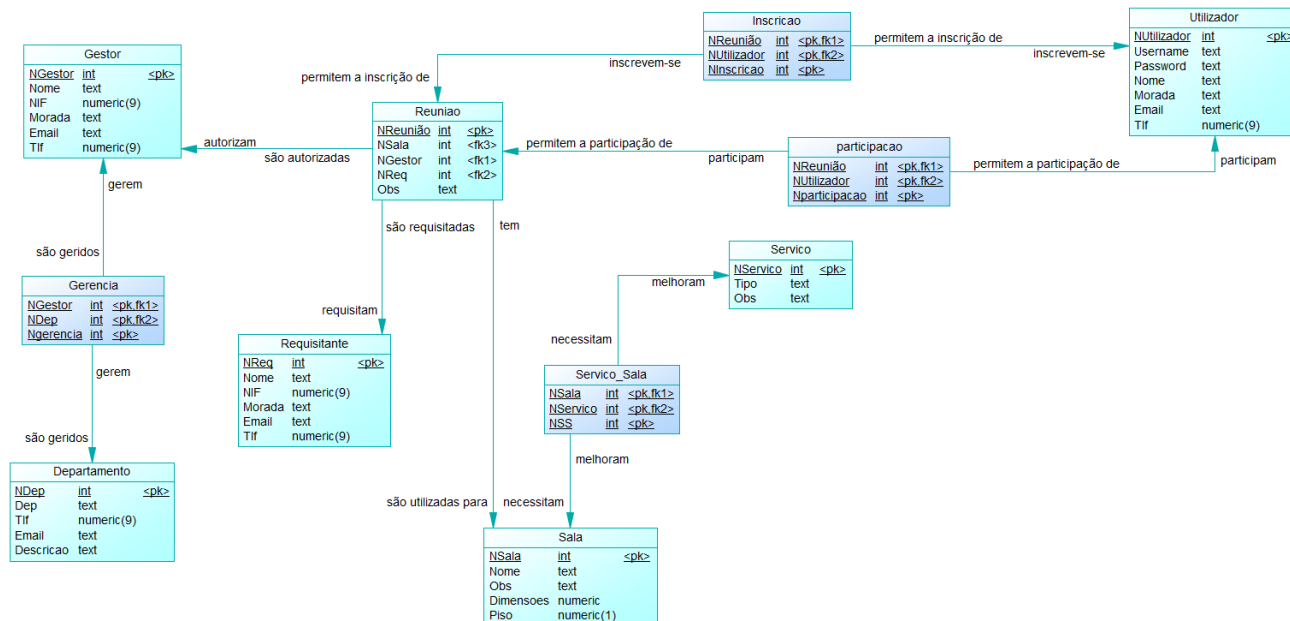 Gestor
NGestor int <pk>
Nome text
NIF numeric(9)
Morada text
Email text
Tlf numeric(9)
Inscricao
NReunião int <pk.fk1>
NUtilizador int <pk.fk2>
NInscricao int <pk>
Utilizador
NUtilizador int <pk>
Username text
Password text
Nome text
Morada text
Email text
Tlf numeric(9)
permitem a inscrição de
inscrevem-se
inscrevem-se
permitem a inscrição de
Reuniao
NReunião int <pk>
NSala int <fk3>
NGestor int <fk1>
NReq int <fk2>
Obs text
autorizam
são autorizadas
permitem a participação de
participam
participacao
NReunião int <pk.fk1>
NUtilizador int <pk.fk2>
Nparticipacao int <pk>
permitem a participação de
participam
gerem
são geridos
Gerencia
NGestor int <pk.fk1>
NDep int <pk.fk2>
Ngerencia int <pk>
gerem
são geridos
Departamento
NDep int <pk>
Dep text
Tlf numeric(9)
Email text
Descricao text
são requisitadas
requisitam
Requisitante
NReq int <pk>
Nome text
NIF numeric(9)
Morada text
Email text
Tlf numeric(9)
tem
são utilizadas para
Servico
NServico int <pk>
Tipo text
Obs text
melhoram
necessitam
Servico_Sala
NSala int <pk.fk1>
NServico int <pk.fk2>
NSS int <pk>
melhoram
necessitam
Sala
NSala int <pk>
Nome text
Obs text
Dimensoes numeric
Piso numeric(1)